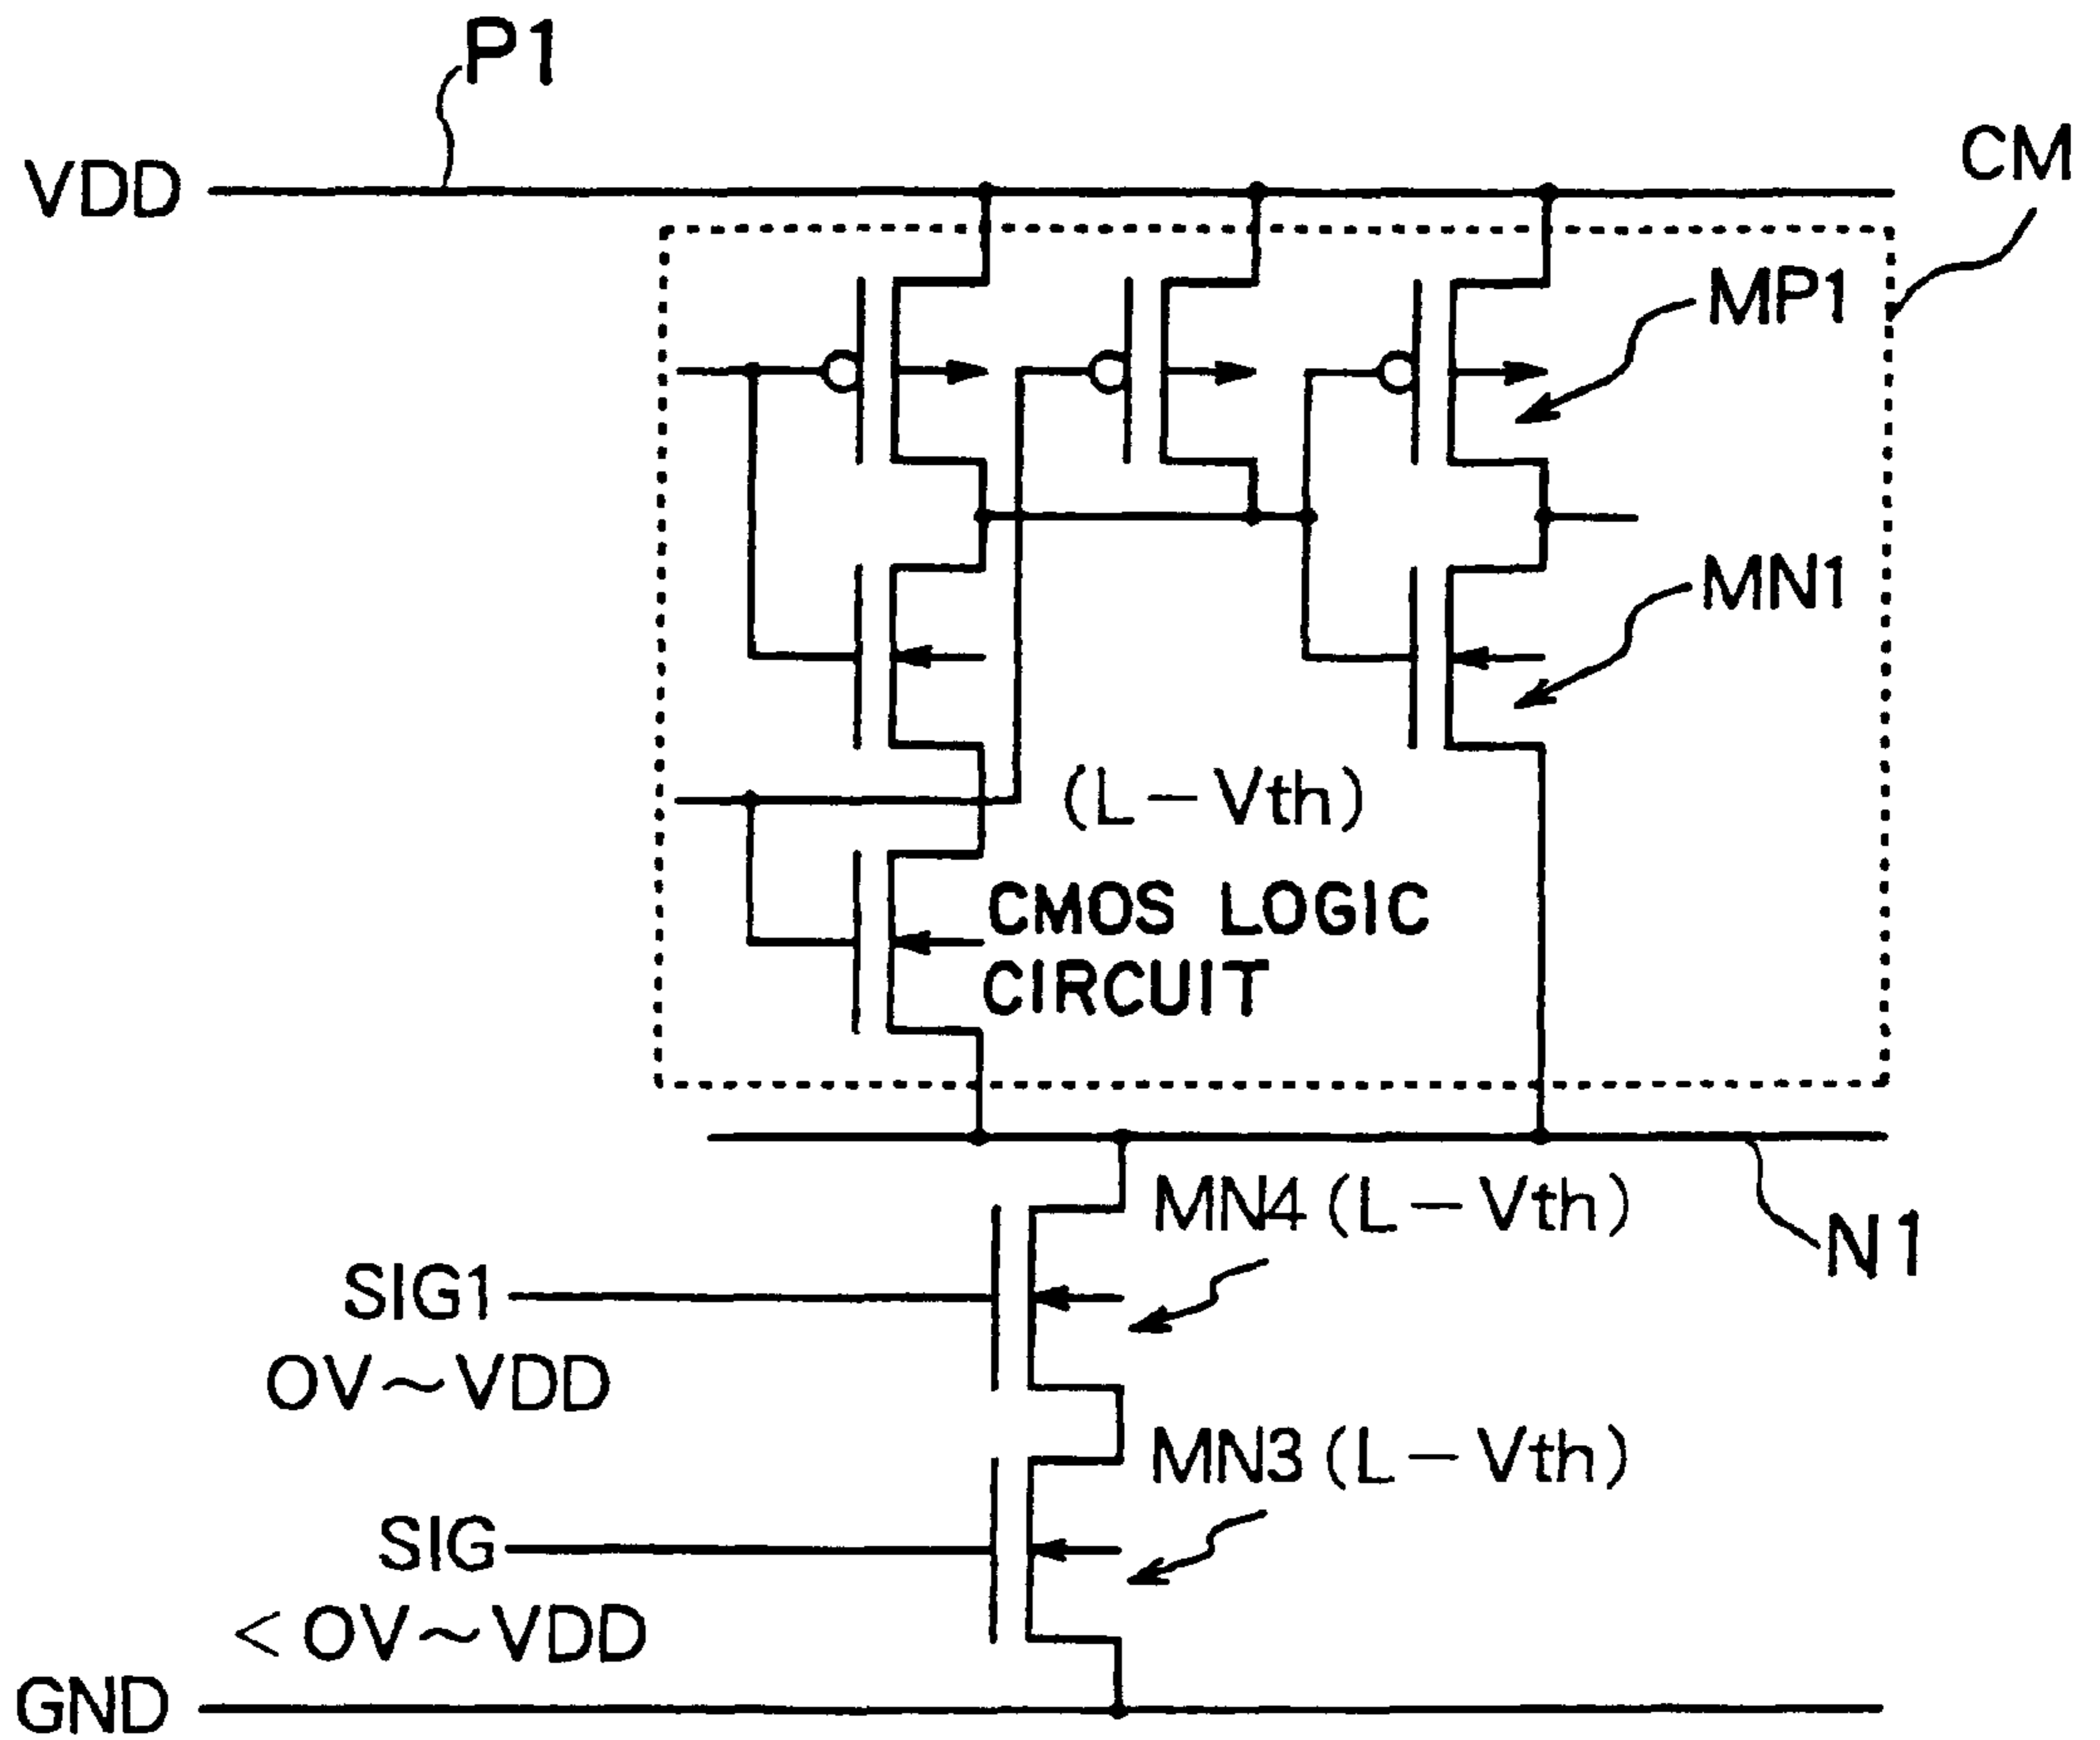 P1
VDD
CM
MP1
MN1
(L-Vth)
CMOS LOGIC
CIRCUIT
MN4 (L-Vth)
N1
SIG1
0V~VDD
MN3 (L-Vth)
SIG
<0V~VDD
GND